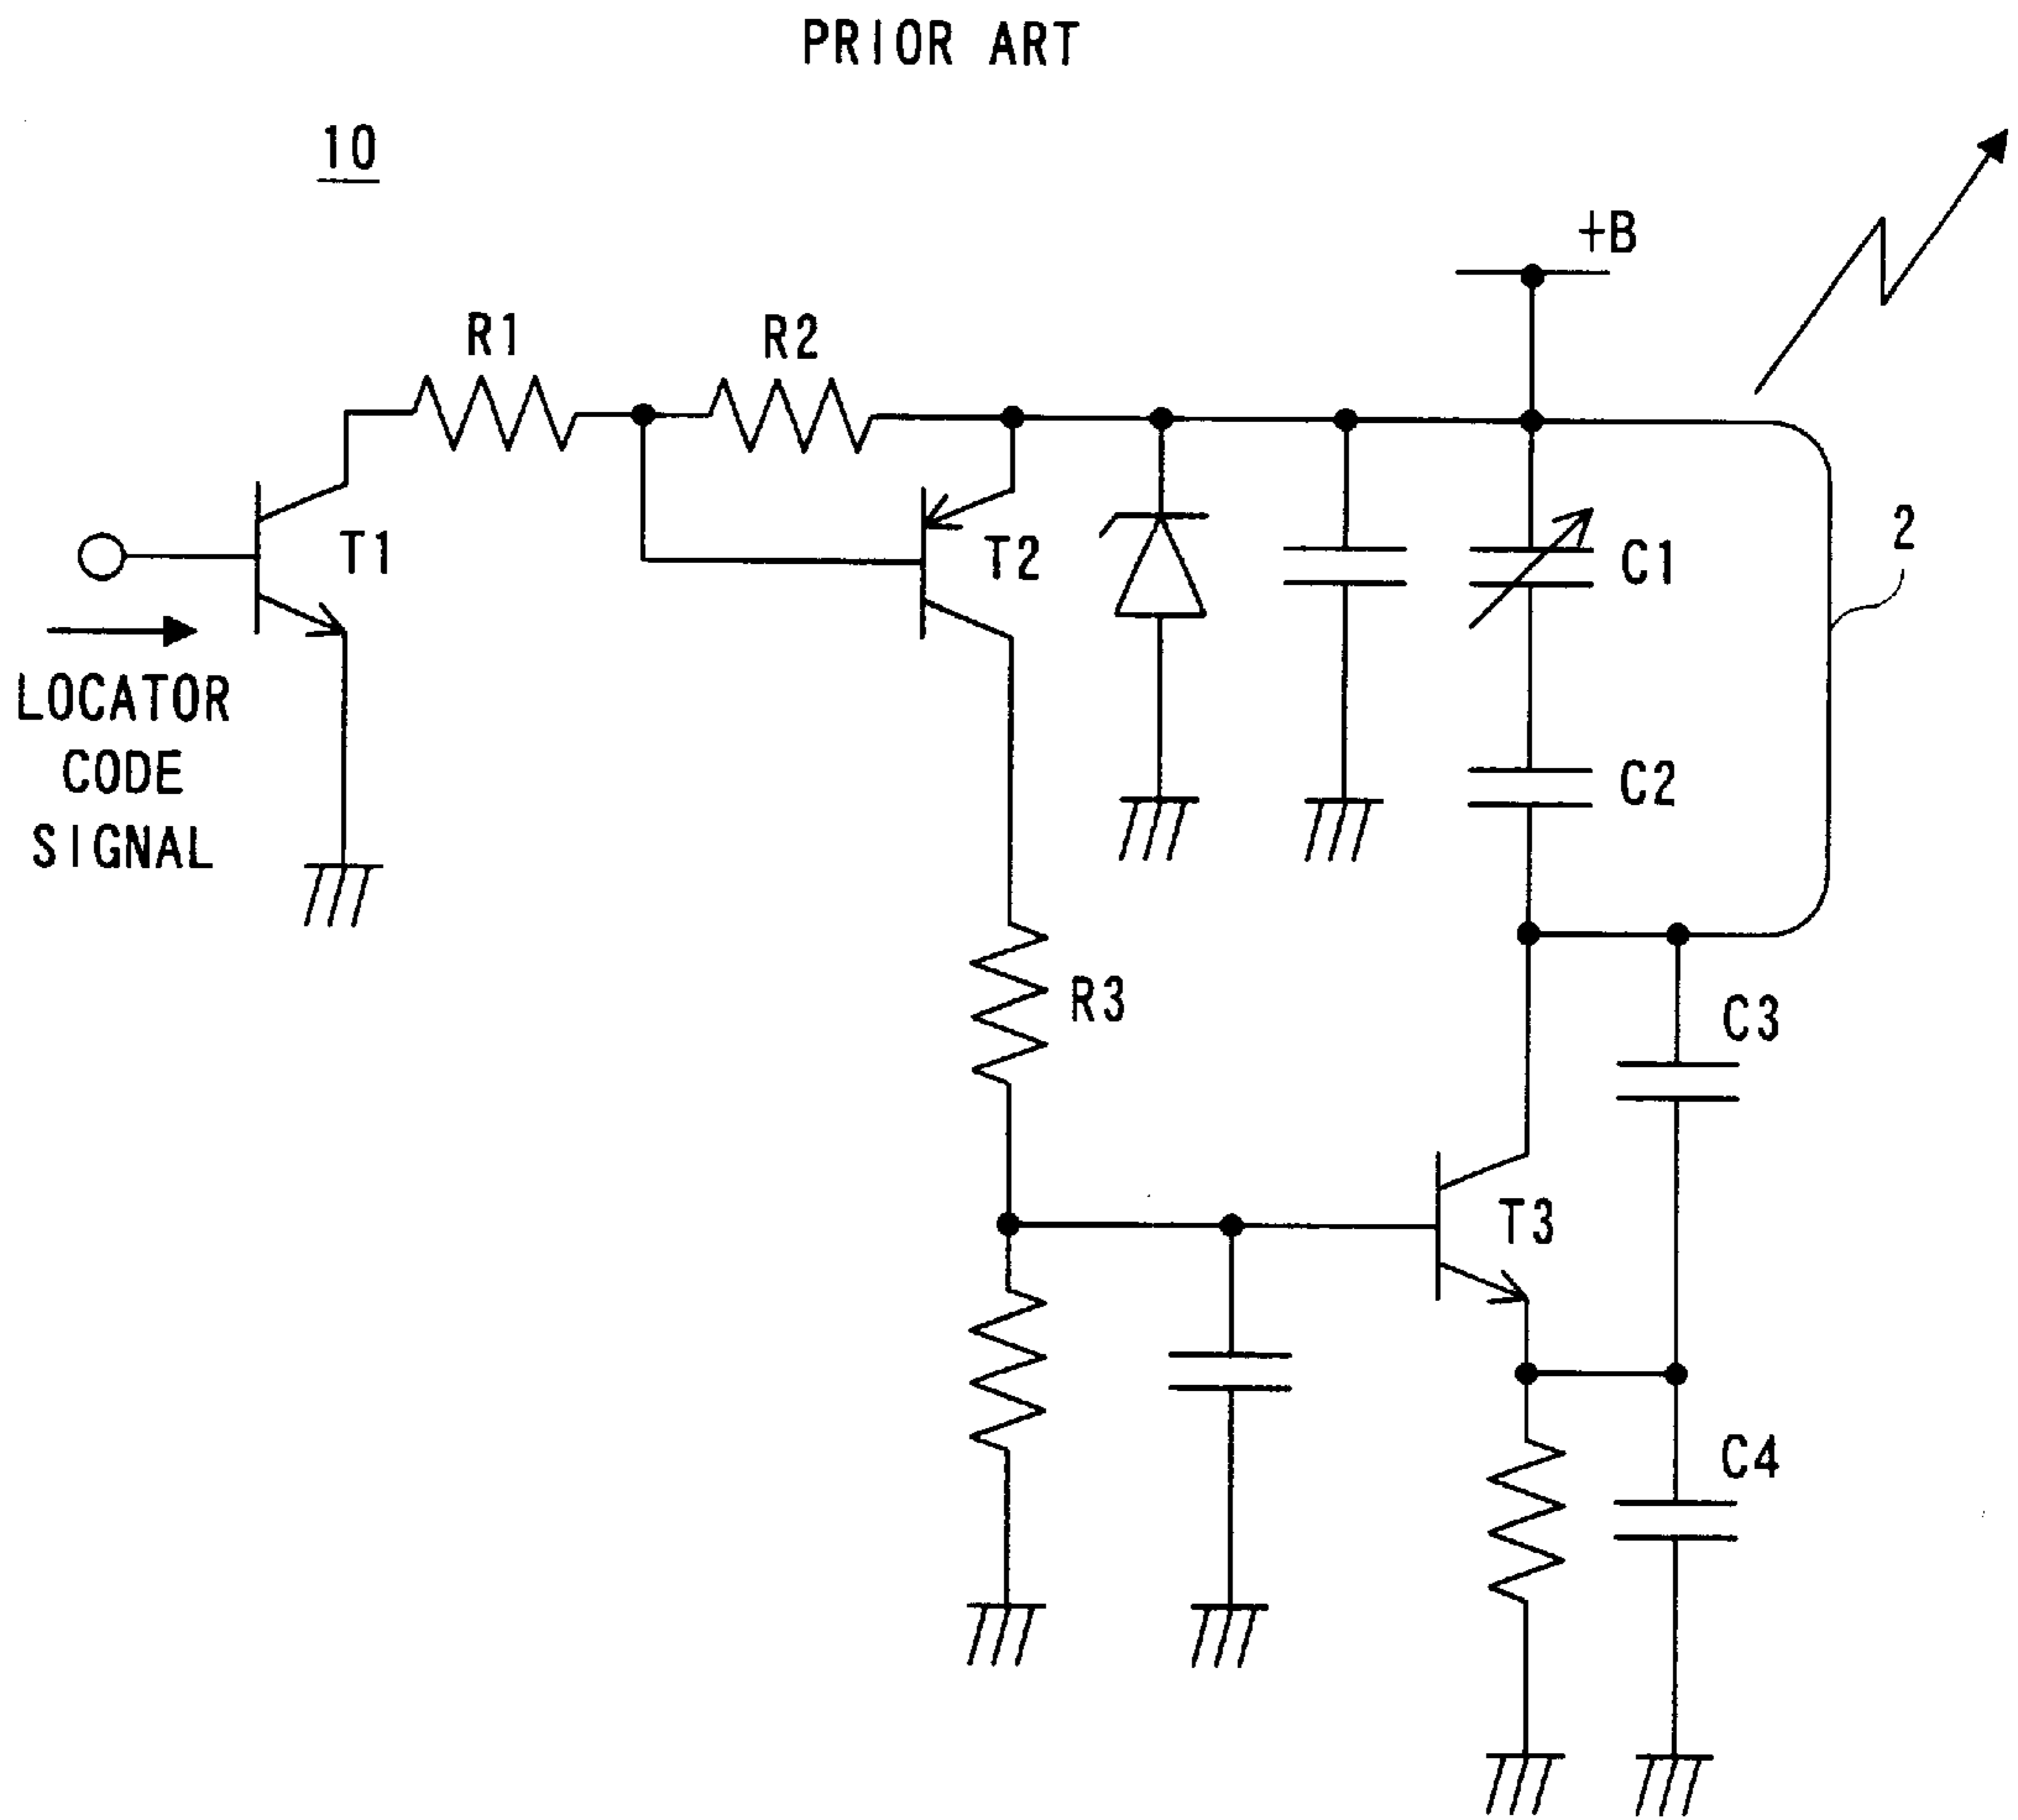 PRIOR ART
10
+B
R1
R2
T1
T2
C1
2
LOCATOR
CODE
SIGNAL
C2
R3
C3
T3
C4